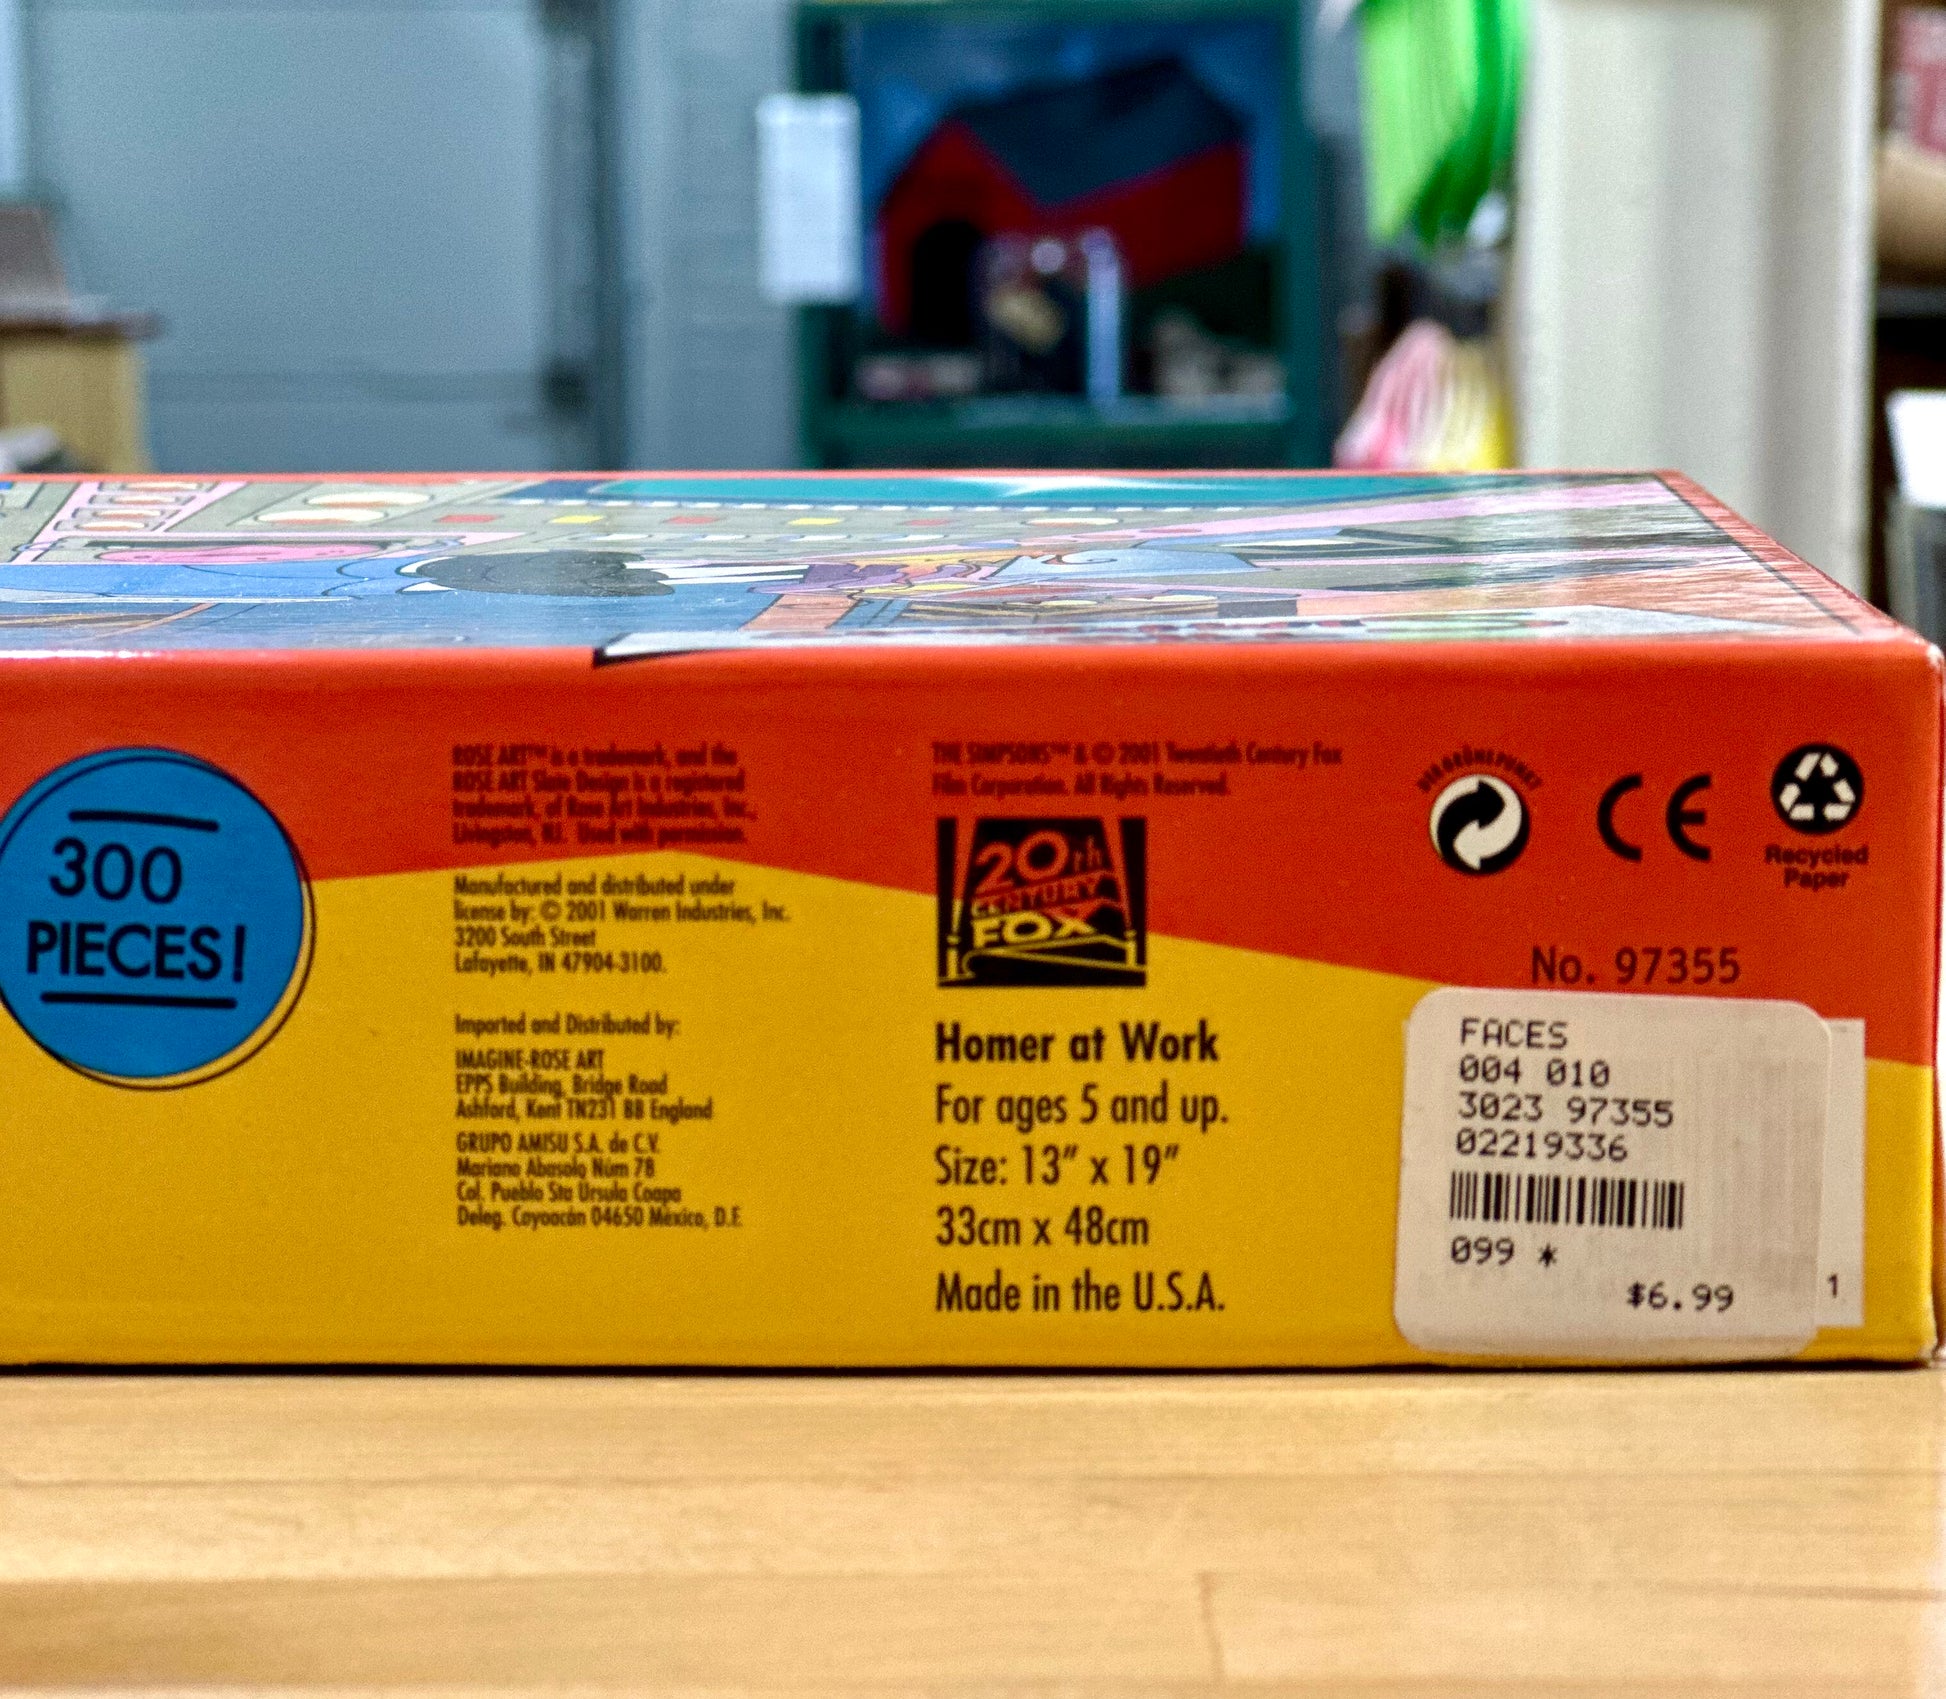 300
PIECES!
ROSE ART™ is a trademark, and the
ROSE ART Slate Design is a registered
trademark, of Rose Art Industries, Inc.,
Livingston, NJ. Used with permission.
Manufactured and distributed under
license by: © 2001 Warren Industries, Inc.
3200 South Street
Lafayette, IN 47904-3100.
Imported and Distributed by:
IMAGINE-ROSE ART
EPPS Building, Bridge Road
Ashford, Kent TN231 BB England
GRUPO AMISU S.A. de C.V.
Mariano Abasolo Núm 78
Col. Pueblo Sta Ursula Coapa
Deleg. Coyoacán 04650 México, D.F.
THE SIMPSONS™ & © 2001 Twentieth Century Fox
Film Corporation. All Rights Reserved.
20th
CENTURY
FOX
Homer at Work
For ages 5 and up.
Size: 13" x 19"
33cm x 48cm
Made in the U.S.A.
DER GRÜNE PUNKT
CE
Recycled
Paper
No. 97355
FACES
004 010
3023 97355
02219336
099 *
$6.99
1